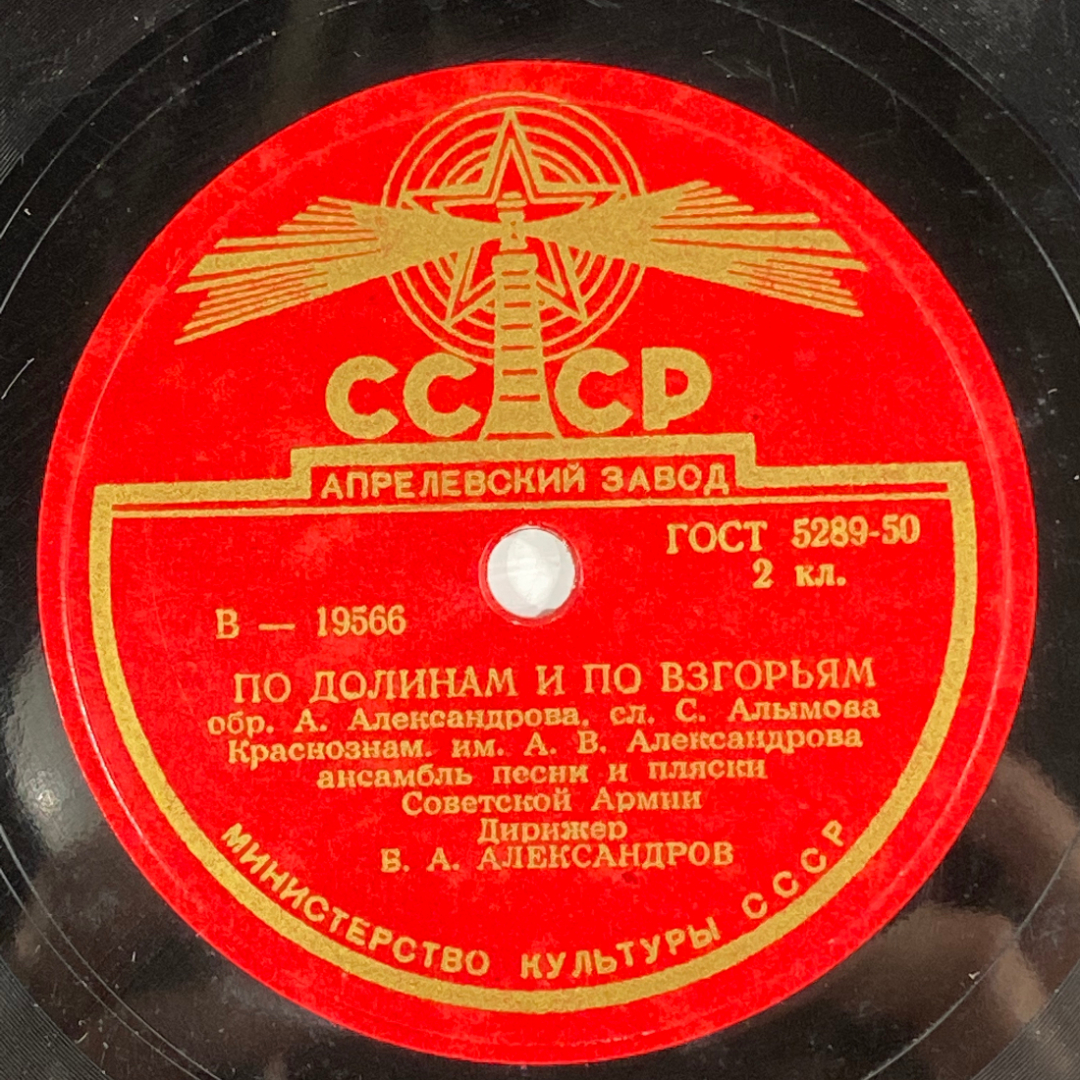 СССР
АПРЕЛЕВСКИЙ ЗАВОД
ГОСТ 5289-50
2 кл.
В — 19566
ПО ДОЛИНАМ И ПО ВЗГОРЬЯМ
обр. А. Александрова, сл. С. Алымова
Краснознам. им. А. В. Александрова
ансамбль песни и пляски
Советской Армии
Дирижер
Б. А. АЛЕКСАНДРОВ
МИНИСТЕРСТВО КУЛЬТУРЫ СССР